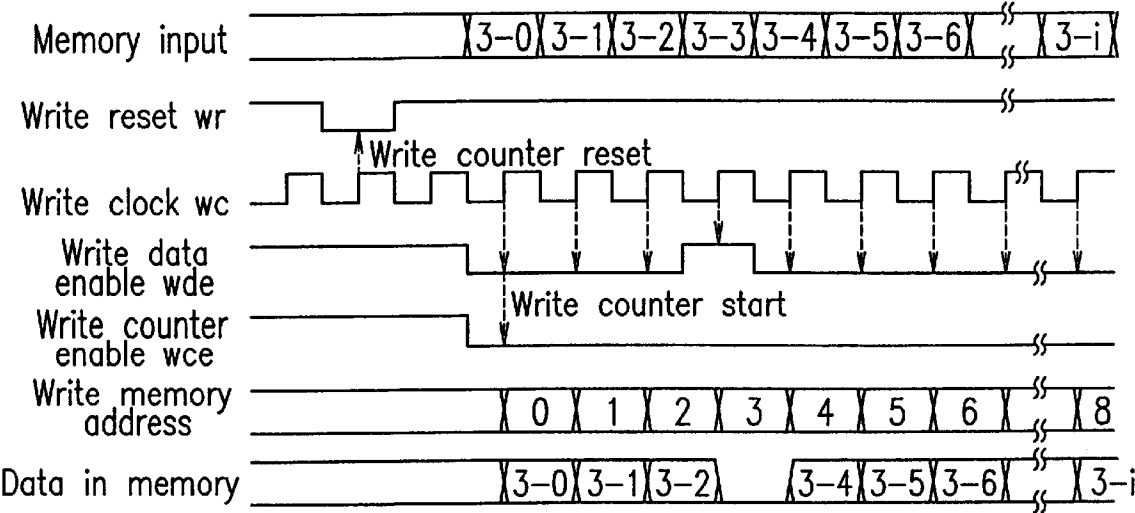 Memory input 3-0 3-1 3-2 3-3 3-4 3-5 3-6 3-i
Write reset wr
Write counter reset
Write clock wc
Write data
enable wde
Write counter start
Write counter
enable wce
Write memory
address
0 1 2 3 4 5 6 8
Data in memory 3-0 3-1 3-2 3-4 3-5 3-6 3-i